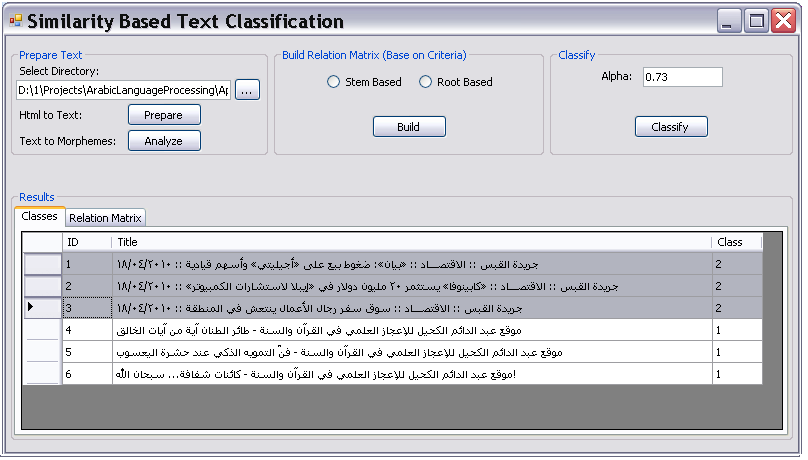 Similarity Based Text Classification
Prepare Text
Select Directory:
D:\1\Projects\ArabicLanguageProcessing\Ap
...
Html to Text:
Prepare
Text to Morphemes:
Analyze
Build Relation Matrix (Base on Criteria)
Stem Based
Root Based
Build
Classify
Alpha:
0.73
Classify
Results
Classes
Relation Matrix
ID Title Class
1 جريدة القبس :: الاقتصـــاد :: «بيان»: ضغوط بيع على «أجيليتي» وأسهم قيادية :: ١٨/٠٤/٢٠١٠ 2
2 جريدة القبس :: الاقتصـــاد :: «كابينوفا» يستثمر ٢٠ مليون دولار في «إيبلا لاستشارات الكمبيوتر» :: ١٨/٠٤/٢٠١٠ 2
3 جريدة القبس :: الاقتصـــاد :: سوق سفر رجال الأعمال ينتعش في المنطقة :: ١٨/٠٤/٢٠١٠ 2
4 موقع عبد الدائم الكحيل للإعجاز العلمي في القرآن والسنة - طائر الطنان آية من آيات الخالق 1
5 موقع عبد الدائم الكحيل للإعجاز العلمي في القرآن والسنة - فنّ التمويه الذكي عند حشرة اليعسوب 1
6 موقع عبد الدائم الكحيل للإعجاز العلمي في القرآن والسنة - كائنات شفافة... سبحان الله! 1